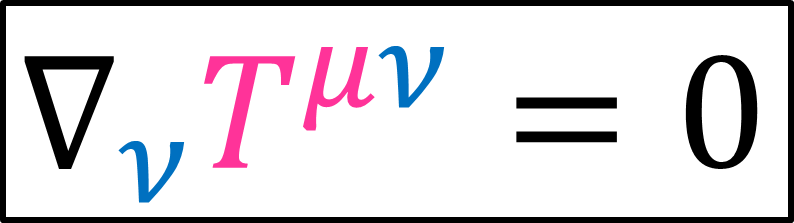 ∇_ν T^{μν} = 0